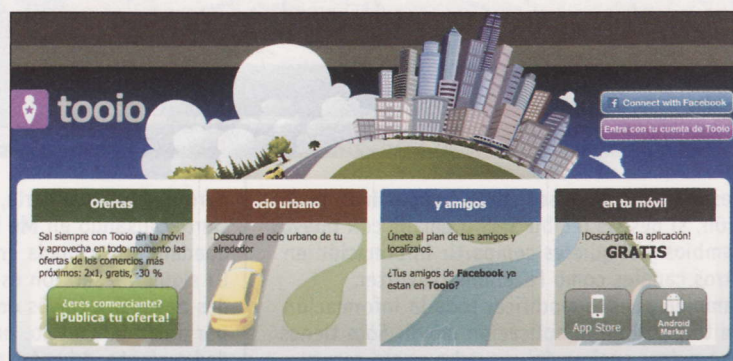 tooio
f Connect with Facebook
Entra con tu cuenta de Tooio
Ofertas
Sal siempre con Tooio en tu móvil
y aprovecha en todo momento las
ofertas de los comercios más
próximos: 2x1, gratis, -30 %
¿eres comerciante?
¡Publica tu oferta!
ocio urbano
Descubre el ocio urbano de tu
alrededor
y amigos
Únete al plan de tus amigos y
localízalos.
¿Tus amigos de Facebook ya
estan en Tooio?
en tu móvil
!Descárgate la aplicación!
GRATIS
App Store
Android
Market